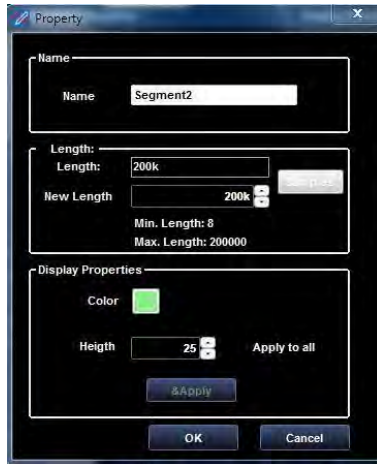 Property
x
Name
Name Segment2
Length:
Length: 200k
New Length 200k
Min. Length: 8
Max. Length: 200000
Display Properties
Color
Heigth 25 Apply to all
&Apply
OK Cancel